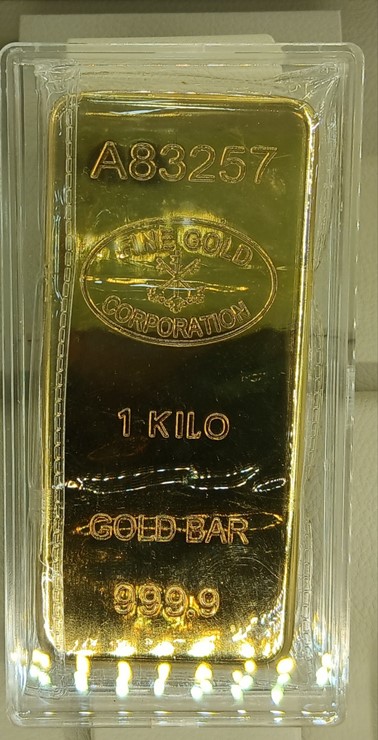 A83257
FINE GOLD
CORPORATION
1 KILO
GOLD BAR
999.9